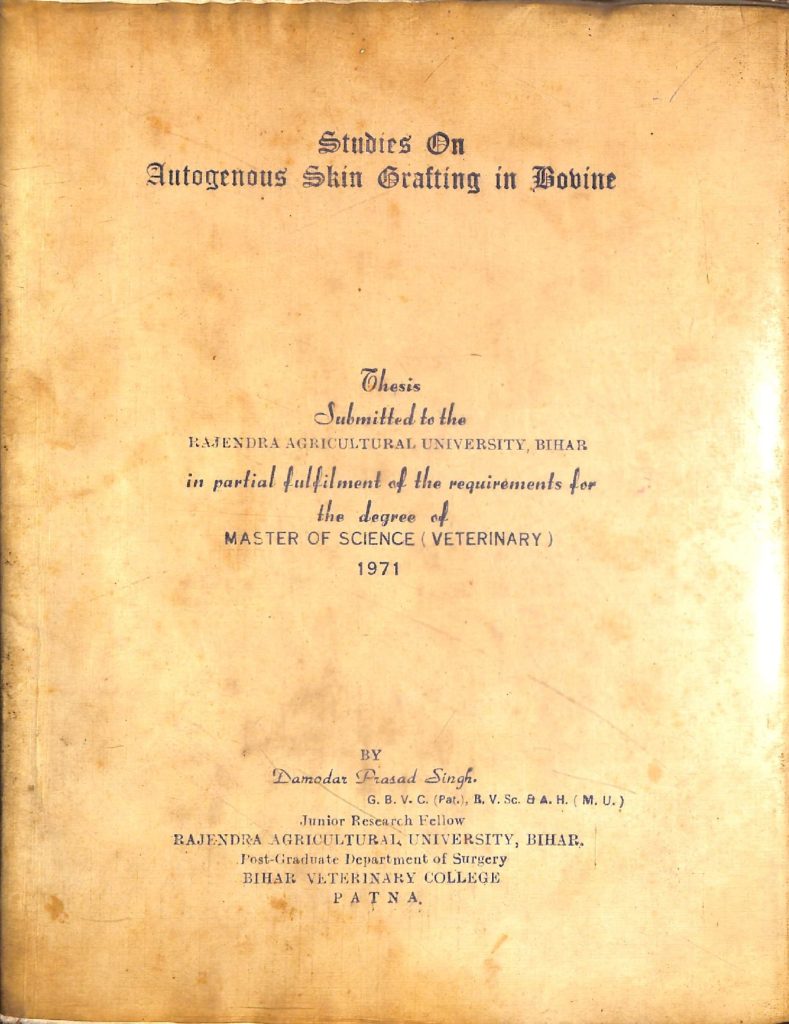 Studies On
Autogenous Skin Grafting in Bovine
Thesis
Submitted to the
RAJENDRA AGRICULTURAL UNIVERSITY, BIHAR
in partial fulfilment of the requirements for
the degree of
MASTER OF SCIENCE ( VETERINARY )
1971
BY
Damodar Prasad Singh.
G. B. V. C. (Pat.), B. V. Sc. & A. H. ( M. U. )
Junior Research Fellow
RAJENDRA AGRICULTURAL UNIVERSITY, BIHAR.
Post-Graduate Department of Surgery
BIHAR VETERINARY COLLEGE
PATNA.